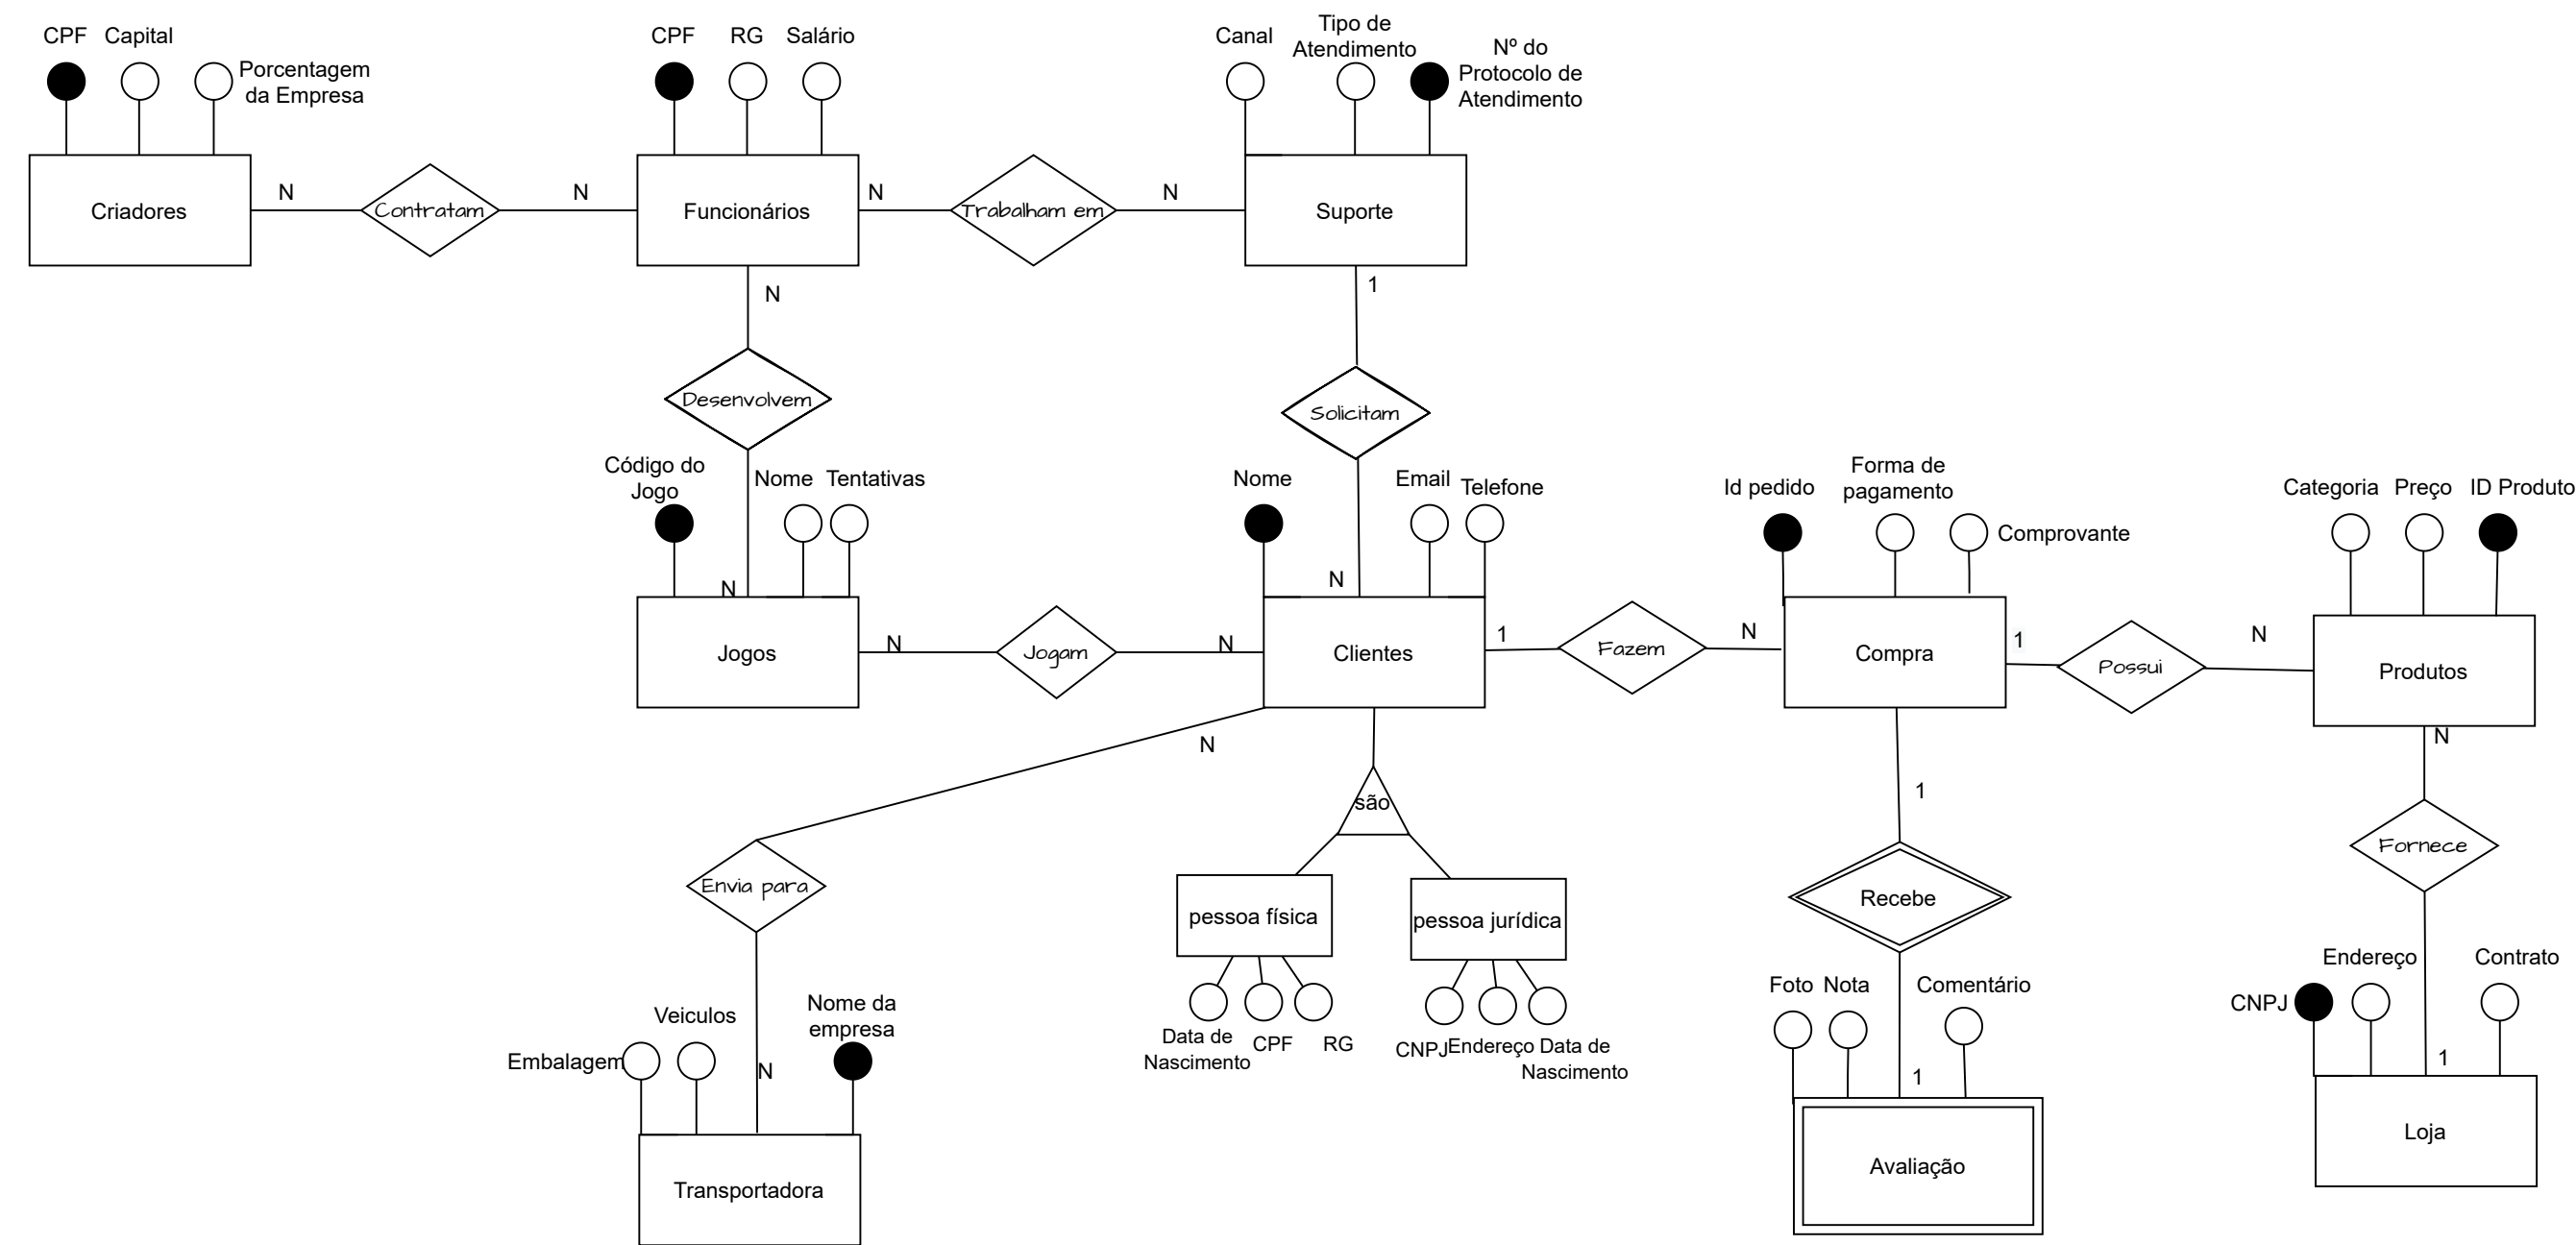 CPF
Capital
Porcentagem
da Empresa
CPF
RG
Salário
Canal
Tipo de
Atendimento
Nº do
Protocolo de
Atendimento
Criadores
N
Contratam
N
Funcionários
N
Trabalham em
N
Suporte
N
1
Desenvolvem
Solicitam
Código do
Jogo
Nome
Tentativas
Nome
Email
Telefone
Id pedido
Forma de
pagamento
Comprovante
Categoria
Preço
ID Produto
N
N
Jogos
N
Jogam
N
Clientes
1
Fazem
N
Compra
1
Possui
N
Produtos
N
N
1
são
Envia para
pessoa física
pessoa jurídica
Recebe
Fornece
Data de
Nascimento
CPF
RG
CNPJ
Endereço
Data de
Nascimento
Embalagem
Veiculos
Nome da
empresa
N
Transportadora
Foto
Nota
Comentário
1
Avaliação
CNPJ
Endereço
Contrato
1
Loja